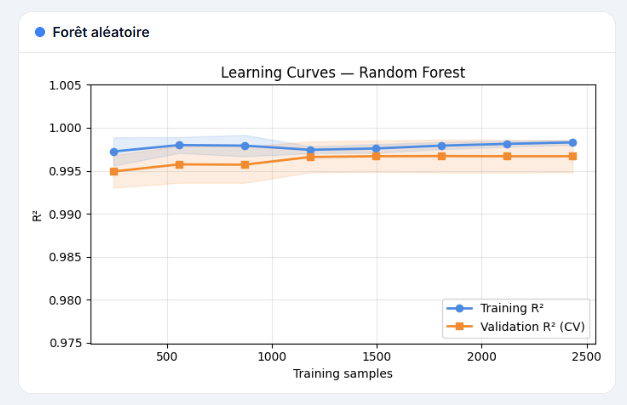 Forêt aléatoire
Learning Curves — Random Forest
1.005
1.000
0.995
0.990
0.985
0.980
0.975
R²
500
1000
1500
2000
2500
Training samples
Training R²
Validation R² (CV)